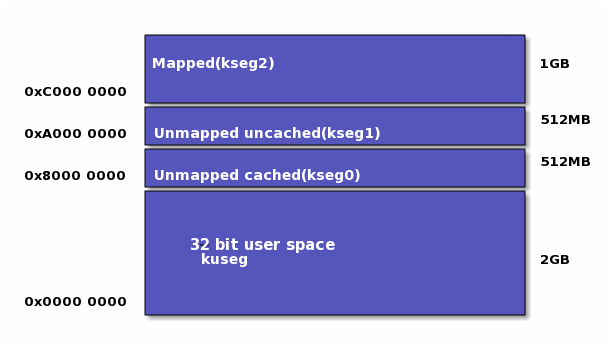 Mapped(kseg2)
1GB
0xC000 0000
512MB
0xA000 0000
Unmapped uncached(kseg1)
512MB
0x8000 0000
Unmapped cached(kseg0)
32 bit user space
kuseg
2GB
0x0000 0000